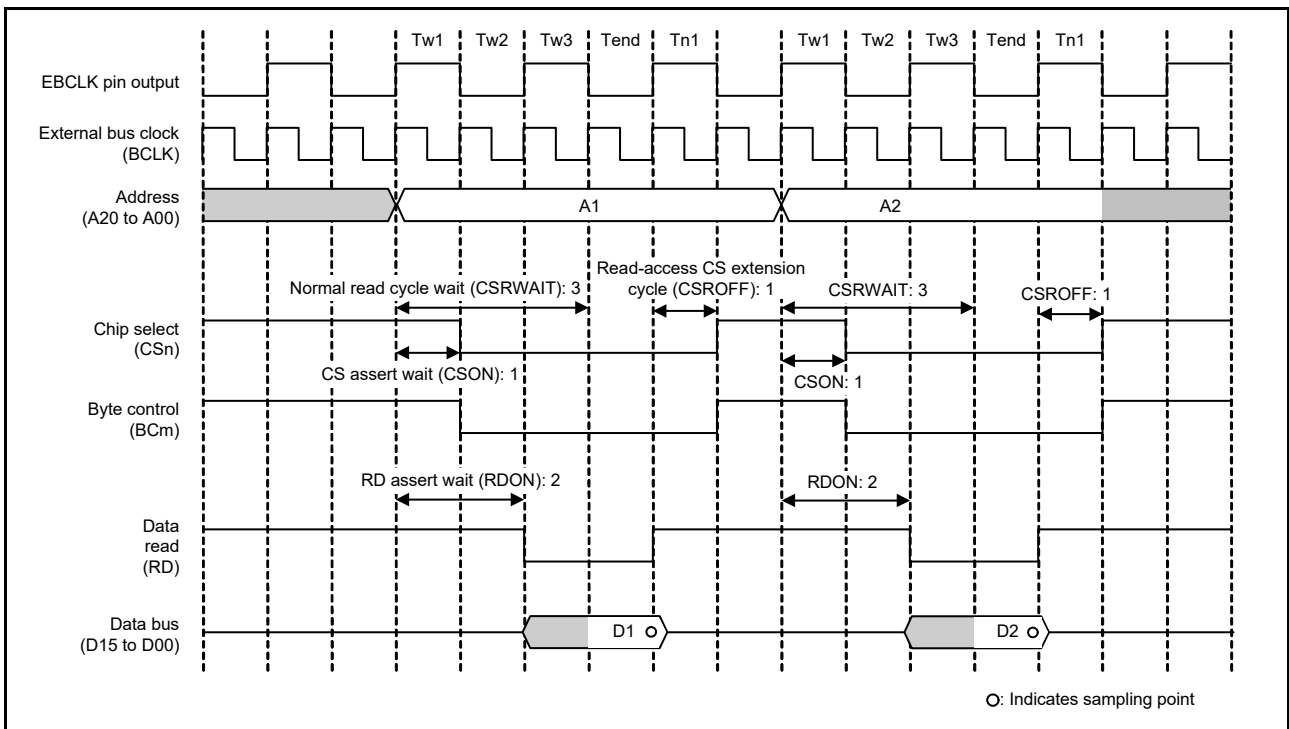 Tw1 Tw2 Tw3 Tend Tn1 Tw1 Tw2 Tw3 Tend Tn1
EBCLK pin output
External bus clock
(BCLK)
Address
(A20 to A00)
A1 A2
Read-access CS extension
cycle (CSROFF): 1
Normal read cycle wait (CSRWAIT): 3
CSRWAIT: 3
CSROFF: 1
Chip select
(CSn)
CS assert wait (CSON): 1
CSON: 1
Byte control
(BCm)
RD assert wait (RDON): 2
RDON: 2
Data
read
(RD)
Data bus
(D15 to D00)
D1 D2
: Indicates sampling point